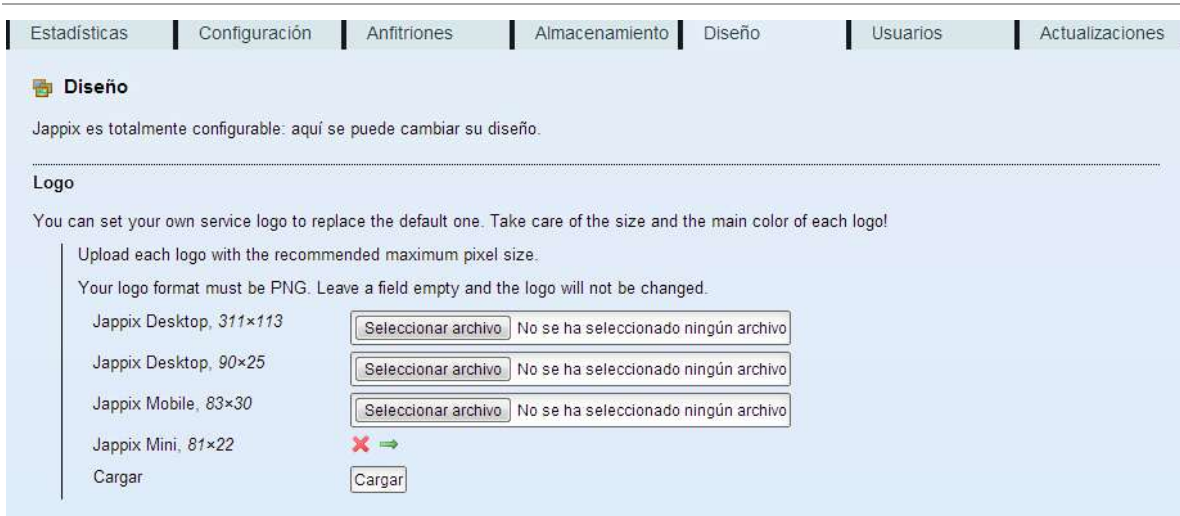 Estadísticas Configuración Anfitriones Almacenamiento Diseño Usuarios Actualizaciones
Diseño
Jappix es totalmente configurable: aquí se puede cambiar su diseño.
Logo
You can set your own service logo to replace the default one. Take care of the size and the main color of each logo!
Upload each logo with the recommended maximum pixel size.
Your logo format must be PNG. Leave a field empty and the logo will not be changed.
Jappix Desktop, 311×113 Seleccionar archivo No se ha seleccionado ningún archivo
Jappix Desktop, 90×25 Seleccionar archivo No se ha seleccionado ningún archivo
Jappix Mobile, 83×30 Seleccionar archivo No se ha seleccionado ningún archivo
Jappix Mini, 81×22
Cargar Cargar